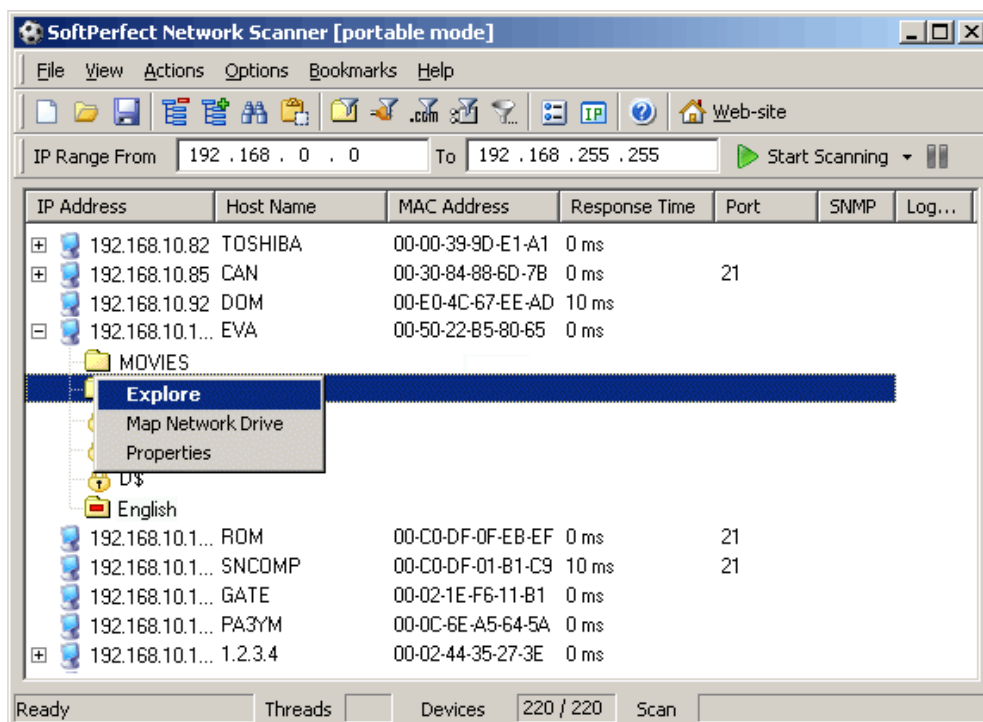 SoftPerfect Network Scanner [portable mode]
File View Actions Options Bookmarks Help
.com IP Web-site
IP Range From 192 . 168 . 0 . 0 To 192 . 168 . 255 . 255 Start Scanning
IP Address Host Name MAC Address Response Time Port SNMP Log...
192.168.10.82 TOSHIBA 00-00-39-9D-E1-A1 0 ms
192.168.10.85 CAN 00-30-84-88-6D-7B 0 ms 21
192.168.10.92 DOM 00-E0-4C-67-EE-AD 10 ms
192.168.10.1... EVA 00-50-22-B5-80-65 0 ms
MOVIES
Explore
Map Network Drive
Properties
D$
English
192.168.10.1... ROM 00-C0-DF-0F-EB-EF 0 ms 21
192.168.10.1... SNCOMP 00-C0-DF-01-B1-C9 10 ms 21
192.168.10.1... GATE 00-02-1E-F6-11-B1 0 ms
192.168.10.1... PA3YM 00-0C-6E-A5-64-5A 0 ms
192.168.10.1... 1.2.3.4 00-02-44-35-27-3E 0 ms
Ready Threads Devices 220 / 220 Scan